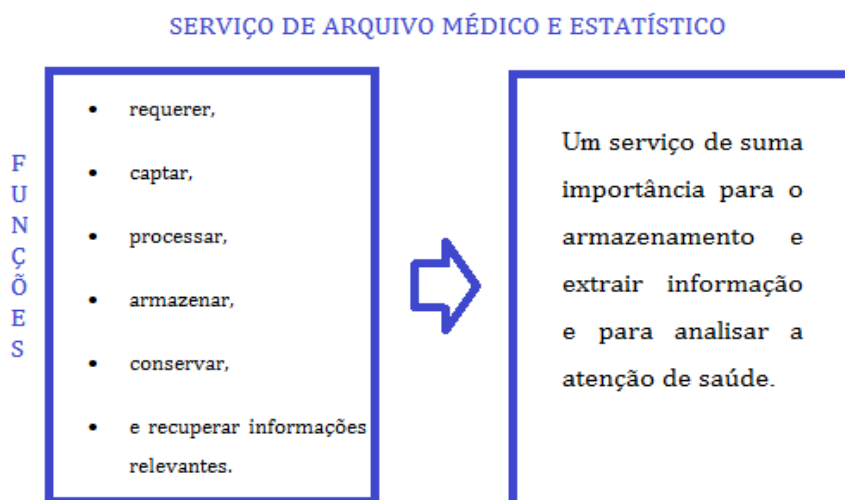 SERVIÇO DE ARQUIVO MÉDICO E ESTATÍSTICO
F
U
N
Ç
Õ
E
S
• requerer,
• captar,
• processar,
• armazenar,
• conservar,
• e recuperar informações
relevantes.
Um serviço de suma
importância para o
armazenamento e
extrair informação
e para analisar a
atenção de saúde.